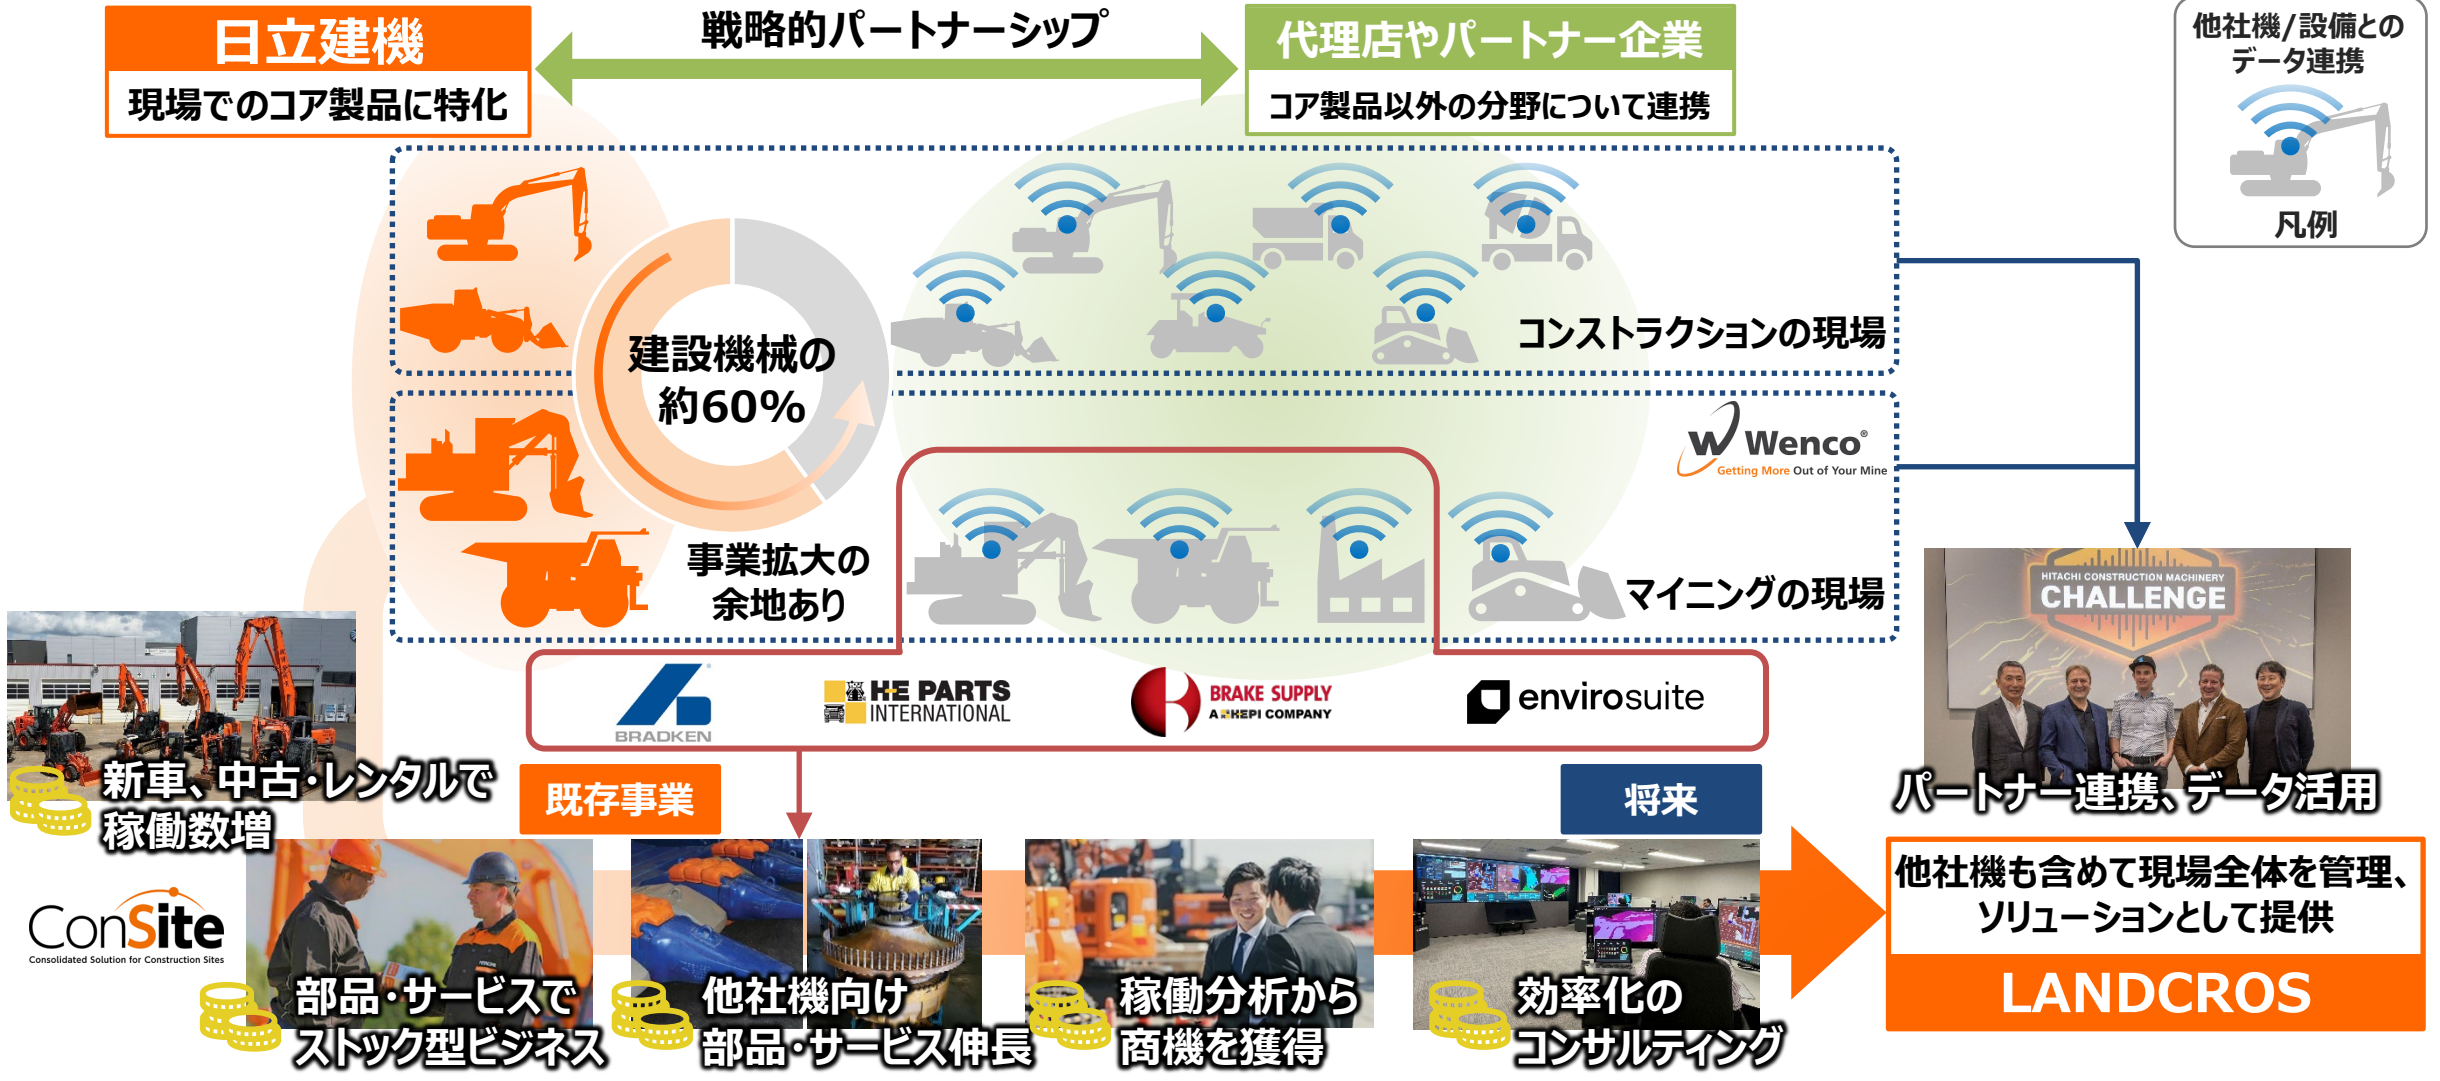 日立建機
現場でのコア製品に特化
戦略的パートナーシップ
代理店やパートナー企業
コア製品以外の分野について連携
他社機/設備との
データ連携
凡例
建設機械の
約60%
コンストラクションの現場
Wenco®
Getting More Out of Your Mine
事業拡大の
余地あり
マイニングの現場
HITACHI CONSTRUCTION MACHINERY
CHALLENGE
BRADKEN
H-E PARTS
INTERNATIONAL
BRAKE SUPPLY
A HEPI COMPANY
envirosuite
新車、中古・レンタルで
稼働数増
既存事業
将来
パートナー連携、データ活用
ConSite
Consolidated Solution for Construction Sites
部品・サービスで
ストック型ビジネス
他社機向け
部品・サービス伸長
稼働分析から
商機を獲得
効率化の
コンサルティング
他社機も含めて現場全体を管理、
ソリューションとして提供
LANDCROS